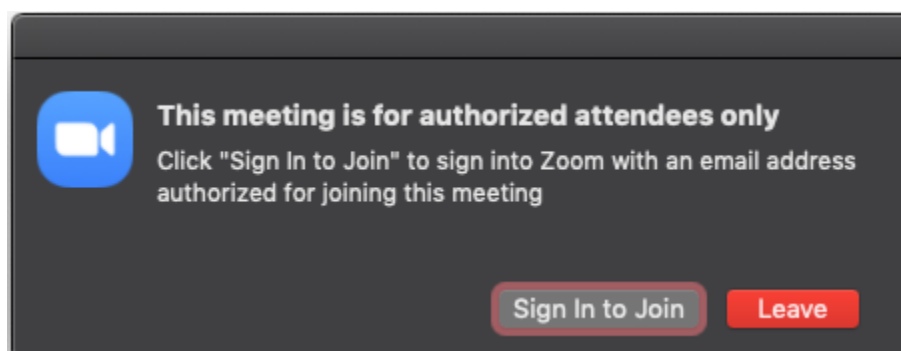 This meeting is for authorized attendees only
Click "Sign In to Join" to sign into Zoom with an email address
authorized for joining this meeting
Sign In to Join
Leave